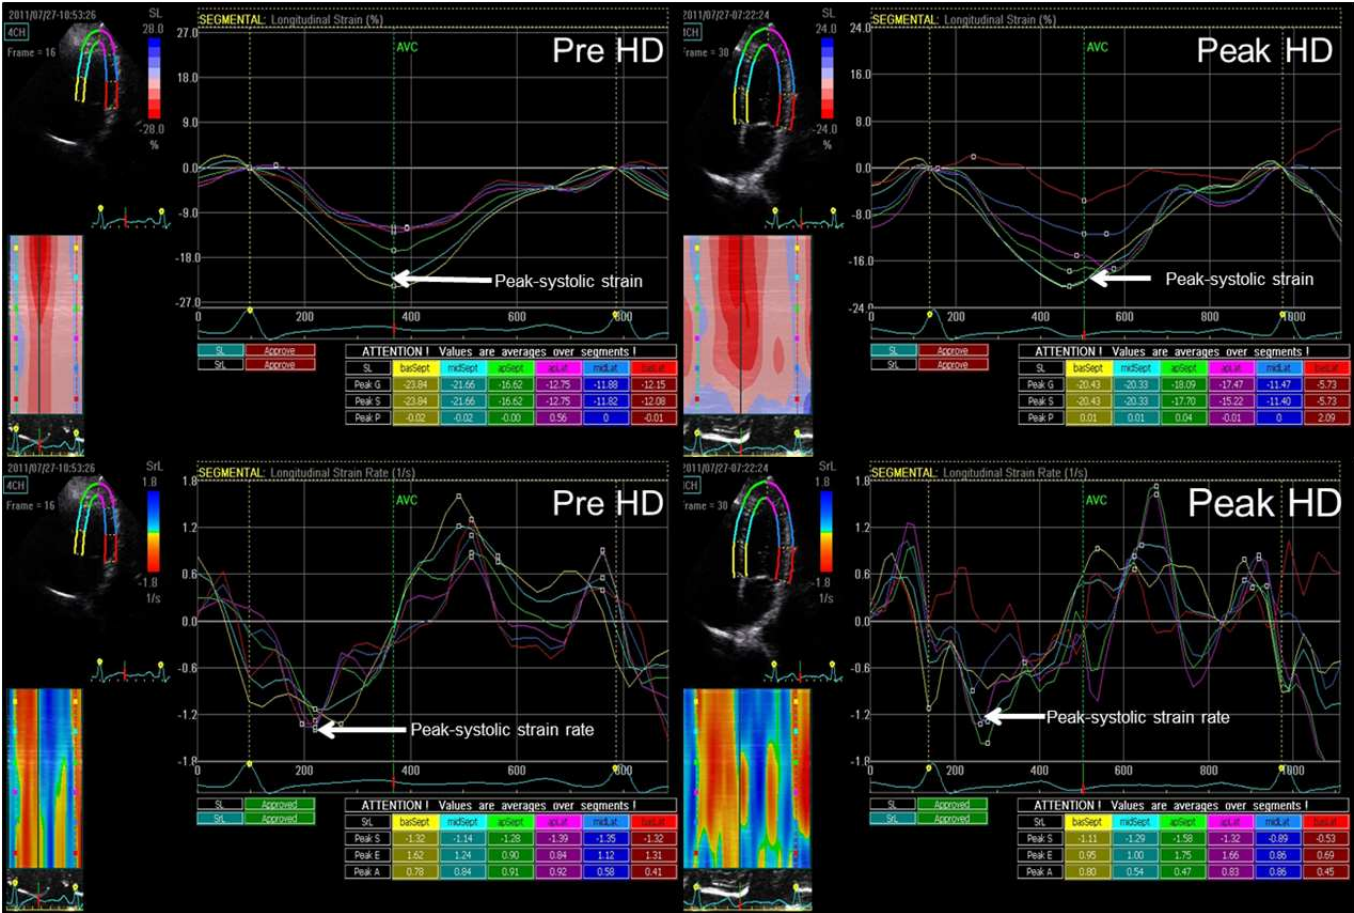 2011/07/27-10:53:26
SL
28.0
4CH
Frame = 16
-28.0
%
SEGMENTAL: Longitudinal Strain (%)
27.0
18.0
9.0
0.0
-9.0
-18.0
-27.0
AVC
Pre HD
Peak-systolic strain
0
200
400
800
SL
Approve
SrL
Approve
ATTENTION ! Values are averages over segments !
SL basSept midSept apSept apLat midLat basLat
Peak G -23.84 -21.66 -16.62 -12.75 -11.88 -12.15
Peak S -23.84 -21.66 -16.62 -12.75 -11.82 -12.08
Peak P -0.02 -0.02 -0.00 0.56 0 -0.01
2011/07/27-07:22:24
SL
24.0
4CH
Frame = 30
-24.0
%
SEGMENTAL: Longitudinal Strain (%)
24.0
16.0
8.0
0.0
-8.0
-16.0
-24.0
AVC
Peak HD
Peak-systolic strain
0
200
400
600
800
1000
SL
Approve
SrL
Approve
ATTENTION ! Values are averages over segments !
SL basSept midSept apSept apLat midLat basLat
Peak G -20.43 -20.33 -18.09 -17.47 -11.47 -5.73
Peak S -20.43 -20.33 -17.70 -15.22 -11.40 -5.73
Peak P 0.01 0.01 0.04 -0.01 0 2.09
2011/07/27-10:53:26
SrL
1.8
4CH
Frame = 16
-1.8
1/s
SEGMENTAL: Longitudinal Strain Rate (1/s)
1.8
1.2
0.6
0.0
-0.6
-1.2
-1.8
AVC
Pre HD
Peak-systolic strain rate
0
200
400
800
SL
Approved
SrL
Approved
ATTENTION ! Values are averages over segments !
SrL basSept midSept apSept apLat midLat basLat
Peak S -1.32 -1.14 -1.28 -1.39 -1.35 -1.32
Peak E 1.62 1.24 0.90 0.84 1.12 1.31
Peak A 0.78 0.84 0.91 0.92 0.58 0.41
2011/07/27-07:22:24
SrL
1.8
4CH
Frame = 30
-1.8
1/s
SEGMENTAL: Longitudinal Strain Rate (1/s)
1.8
1.2
0.6
0.0
-0.6
-1.2
-1.8
AVC
Peak HD
Peak-systolic strain rate
0
200
400
600
800
1000
SL
Approved
SrL
Approved
ATTENTION ! Values are averages over segments !
SrL basSept midSept apSept apLat midLat basLat
Peak S -1.11 -1.29 -1.58 -1.32 -0.89 -0.53
Peak E 0.95 1.00 1.75 1.66 0.86 0.69
Peak A 0.80 0.54 0.47 0.83 0.86 0.45